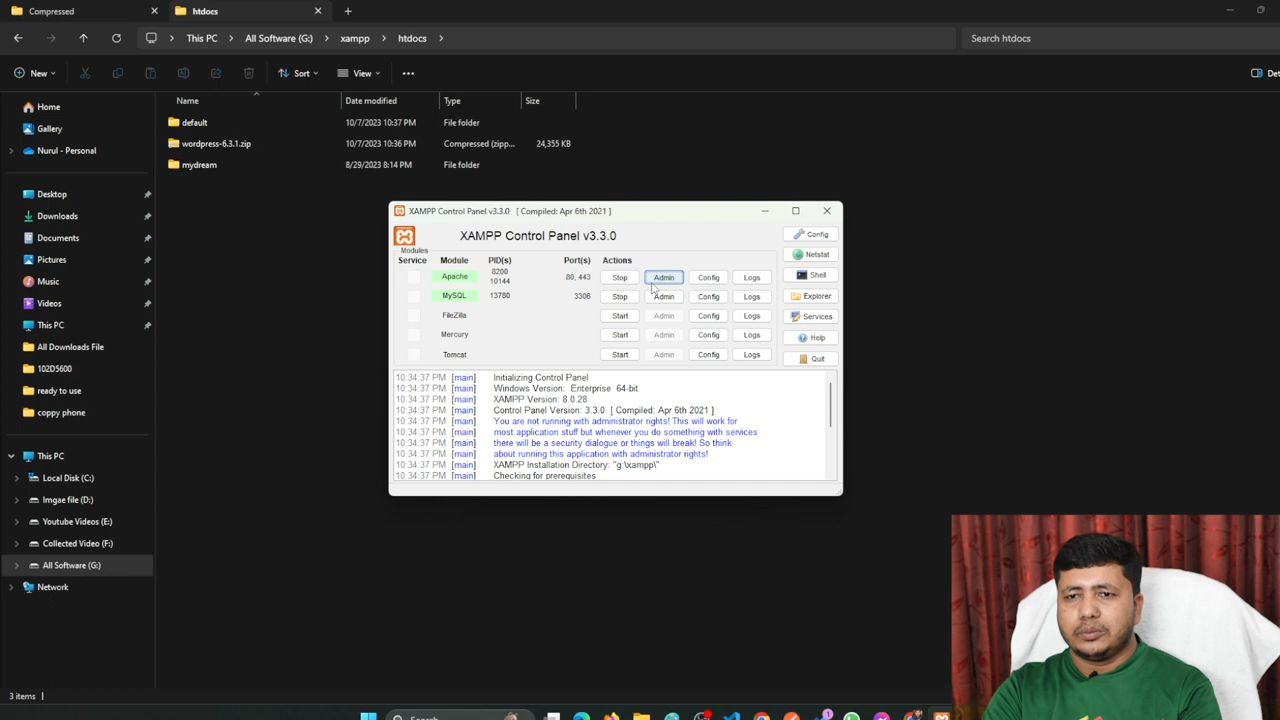 Compressed
htdocs
This PC
All Software (G:)
xampp
htdocs
Search htdocs
New
Sort
View
Det
Home
Gallery
Nurul - Personal
Desktop
Downloads
Documents
Pictures
Music
Videos
This PC
All Downloads File
102D5600
ready to use
coppy phone
This PC
Local Disk (C:)
Imgae file (D:)
Youtube Videos (E:)
Collected Video (F:)
All Software (G:)
Network
3 items
Name Date modified Type Size
default 10/7/2023 10:37 PM File folder
wordpress-6.3.1.zip 10/7/2023 10:36 PM Compressed (zipp... 24,355 KB
mydream 8/29/2023 8:14 PM File folder
XAMPP Control Panel v3.3.0 [ Compiled: Apr 6th 2021 ]
XAMPP Control Panel v3.3.0
Modules
Service Module PID(s) Port(s) Actions
Apache 8200 10144 80, 443 Stop Admin Config Logs
MySQL 13780 3306 Stop Admin Config Logs
FileZilla Start Admin Config Logs
Mercury Start Admin Config Logs
Tomcat Start Admin Config Logs
Config
Netstat
Shell
Explorer
Services
Help
Quit
10:34:37 PM [main] Initializing Control Panel
10:34:37 PM [main] Windows Version: Enterprise 64-bit
10:34:37 PM [main] XAMPP Version: 8.0.28
10:34:37 PM [main] Control Panel Version: 3.3.0 [ Compiled: Apr 6th 2021 ]
10:34:37 PM [main] You are not running with administrator rights! This will work for
10:34:37 PM [main] most application stuff but whenever you do something with services
10:34:37 PM [main] there will be a security dialogue or things will break! So think
10:34:37 PM [main] about running this application with administrator rights!
10:34:37 PM [main] XAMPP Installation Directory: "g:\xampp\"
10:34:37 PM [main] Checking for prerequisites
Search